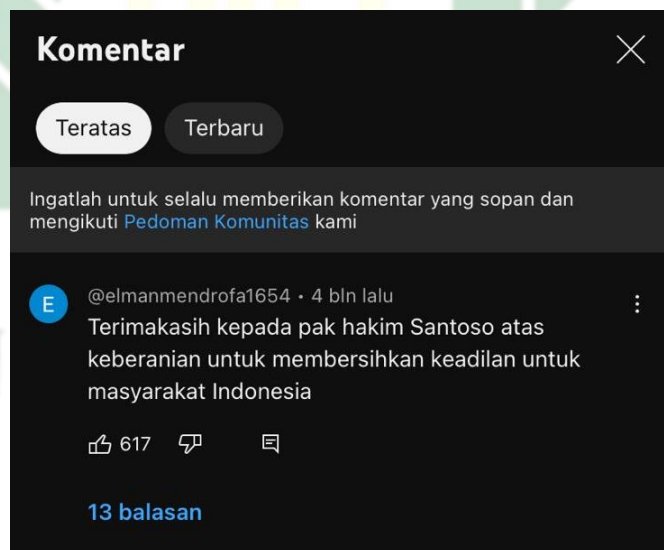 Komentar
Teratas
Terbaru
Ingatlah untuk selalu memberikan komentar yang sopan dan
mengikuti Pedoman Komunitas kami
E
@elmanmendrofa1654 • 4 bln lalu
Terimakasih kepada pak hakim Santoso atas
keberanian untuk membersihkan keadilan untuk
masyarakat Indonesia
617
13 balasan